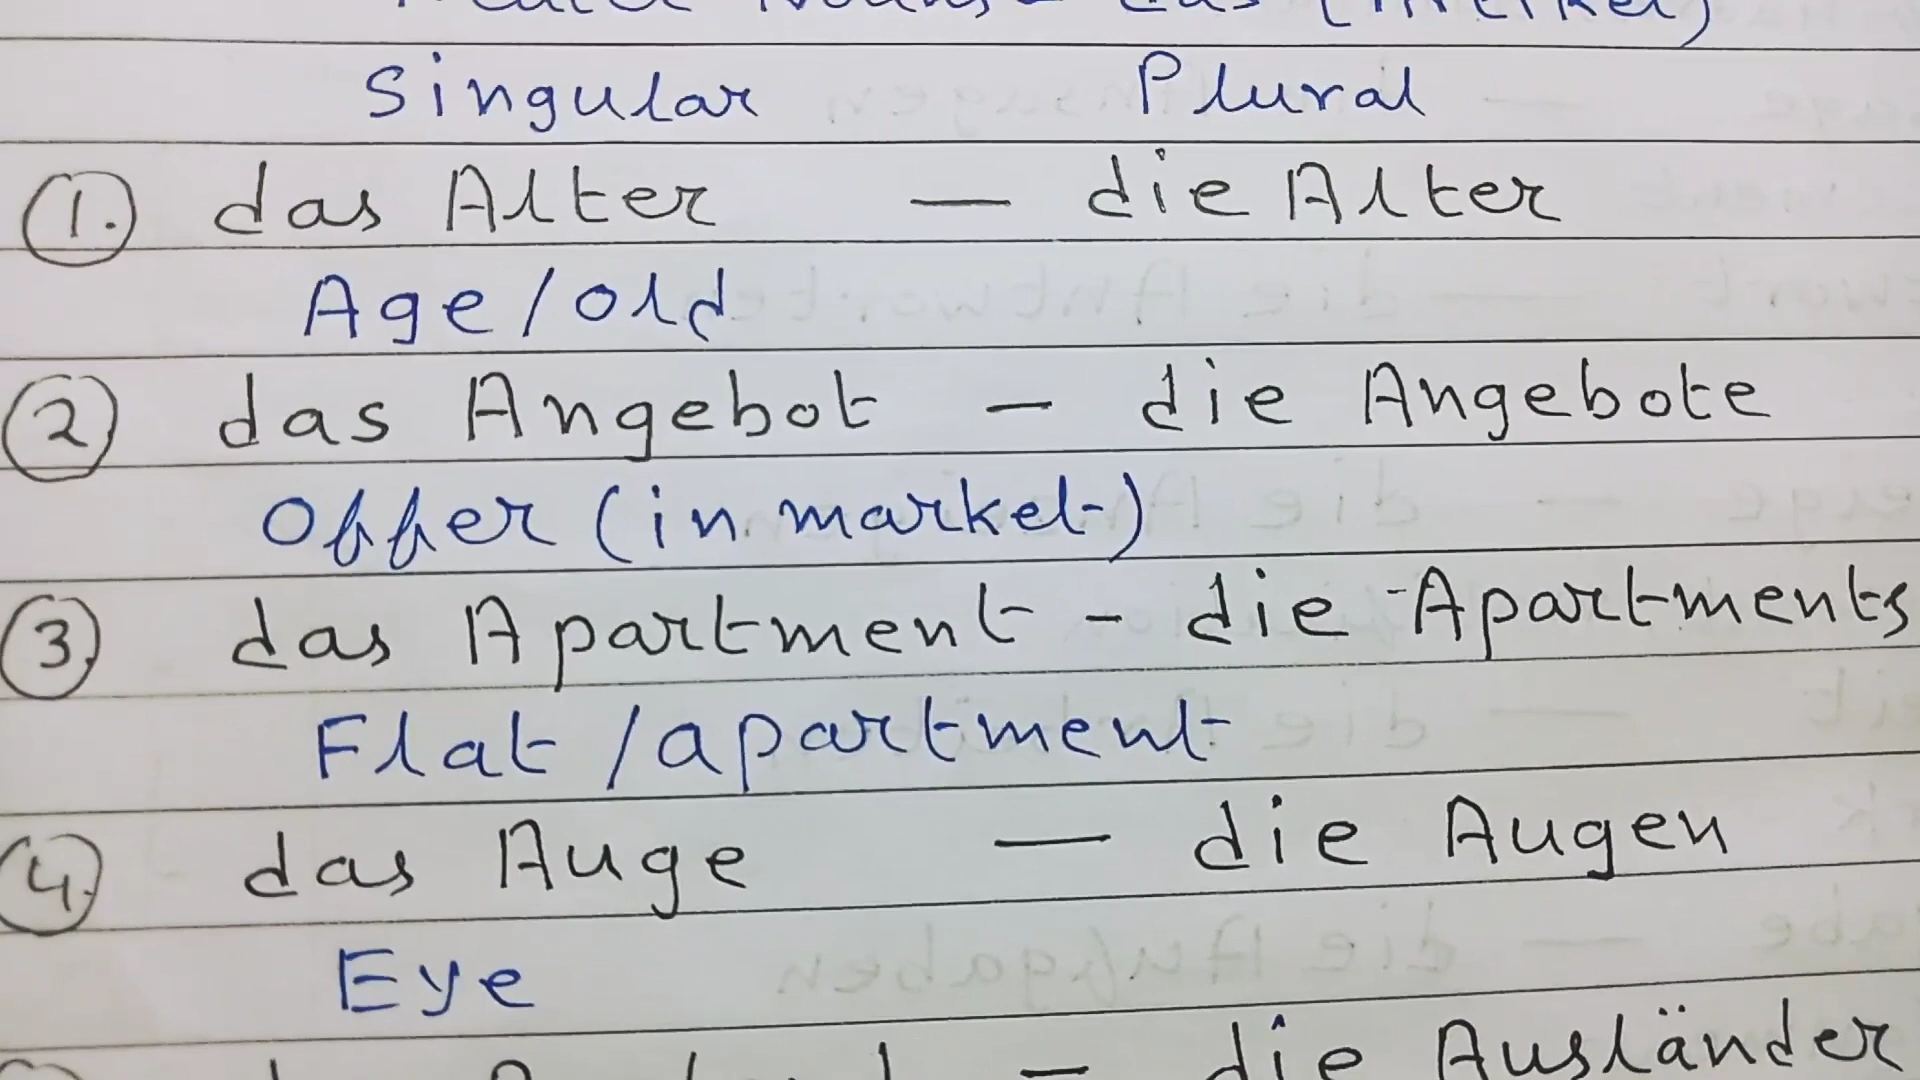 Singular Plural
1. das Alter — die Alter
Age/old
2 das Angebot - die Angebote
Offer (in market)
3. das Apartment - die Apartments
Flat /apartment
4. das Auge — die Augen
Eye
- die Ausländer